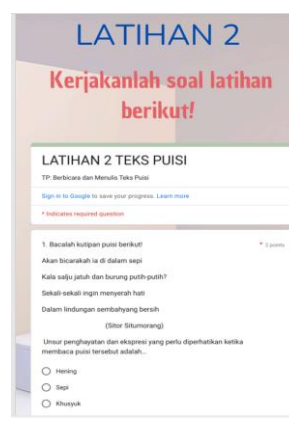 LATIHAN 2
Kerjakanlah soal latihan
berikut!
LATIHAN 2 TEKS PUISI
TP: Berbicara dan Menulis Teks Puisi
Sign in to Google to save your progress. Learn more
* Indicates required question
1. Bacalah kutipan puisi berikut! * 2 points
Akan bicarakah ia di dalam sepi
Kala salju jatuh dan burung putih-putih?
Sekali-sekali ingin menyerah hati
Dalam lindungan sembahyang bersih
(Sitor Situmorang)
Unsur penghayatan dan ekspresi yang perlu diperhatikan ketika
membaca puisi tersebut adalah...
Hening
Sepi
Khusyuk